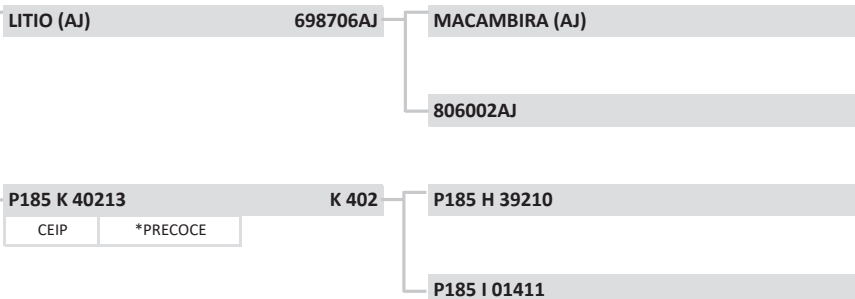 LITIO (AJ) 698706AJ MACAMBIRA (AJ)
806002AJ
P185 K 40213 K 402 P185 H 39210
CEIP *PRECOCE
P185 I 01411